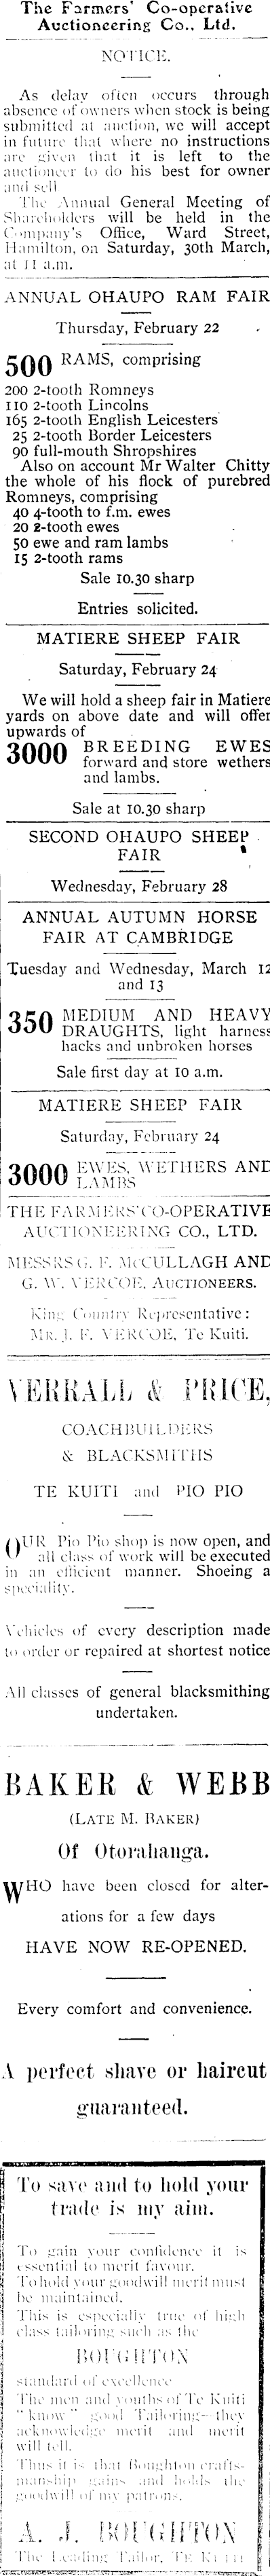 The Farmers' Co-operative
Auctioneering Co., Ltd.
NOTICE.
As delay often occurs through
absence of owners when stock is being
submitted at auction, we will accept
in future that where no instructions
are given that it is left to the
auctioneer to do his best for owner
and sell
The Annual General Meeting of
Shareholders will be held in the
Company's Office, Ward Street,
Hamilton, on Saturday, 30th March,
at 11 a.m.
ANNUAL OHAUPO RAM FAIR
Thursday, February 22
500 RAMS, comprising
200 2-tooth Romneys
110 2-tooth Lincolns
165 2-tooth English Leicesters
25 2-tooth Border Leicesters
90 full-mouth Shropshires
Also on account Mr Walter Chitty
the whole of his flock of purebred
Romneys, comprising
40 4-tooth to f.m. ewes
20 2-tooth ewes
50 ewe and ram lambs
15 2-tooth rams
Sale 10.30 sharp
Entries solicited.
MATIERE SHEEP FAIR
Saturday, February 24
We will hold a sheep fair in Matiere
yards on above date and will offer
upwards of
3000 BREEDING EWES
forward and store wethers
and lambs.
Sale at 10.30 sharp
SECOND OHAUPO SHEEP
FAIR
Wednesday, February 28
ANNUAL AUTUMN HORSE
FAIR AT CAMBRIDGE
Tuesday and Wednesday, March 12
and 13
350 MEDIUM AND HEAVY
DRAUGHTS, light harness
hacks and unbroken horses
Sale first day at 10 a.m.
MATIERE SHEEP FAIR
Saturday, February 24
3000 EWES, WETHERS AND
LAMBS
THE FARMERS' CO-OPERATIVE
AUCTIONEERING CO., LTD.
MESSRS G. F. McCULLAGH AND
G. W. VERCOE, AUCTIONEERS.
King Country Representative:
MR. J. F. VERCOE, Te Kuiti.
VERRALL & PRICE,
COACHBUILDERS
& BLACKSMITHS
TE KUITI and PIO PIO
OUR Pio Pio shop is now open, and
all class of work will be executed
in an efficient manner. Shoeing a
speciality.
Vehicles of every description made
to order or repaired at shortest notice
All classes of general blacksmithing
undertaken.
BAKER & WEBB
(LATE M. BAKER)
Of Otorahanga.
WHO have been closed for alter-
ations for a few days
HAVE NOW RE-OPENED.
Every comfort and convenience.
A perfect shave or haircut
guaranteed.
To save and to hold your
trade is my aim.
To gain your confidence it is
essential to merit favour.
To hold your goodwill merit must
be maintained.
This is especially true of high
class tailoring such as the
BOUGHTON
standard of excellence
The men and youths of Te Kuiti
"know" good Tailoring—they
acknowledge merit and merit
will tell.
Thus it is that Boughton crafts-
manship gains and holds the
goodwill of my patrons.
A. J. BOUGHTON
The Leading Tailor, TE KUITI